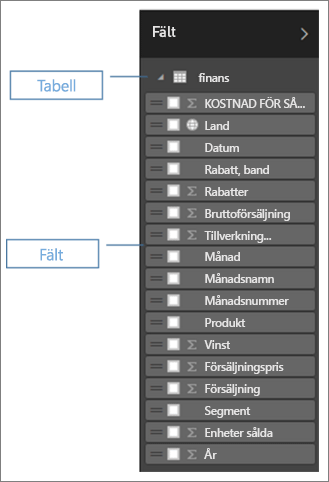 Fält
Tabell
finans
KOSTNAD FÖR SÅ...
Land
Datum
Rabatt, band
Rabatter
Bruttoförsäljning
Tillverkning...
Fält
Månad
Månadsnamn
Månadsnummer
Produkt
Vinst
Försäljningspris
Försäljning
Segment
Enheter sålda
År